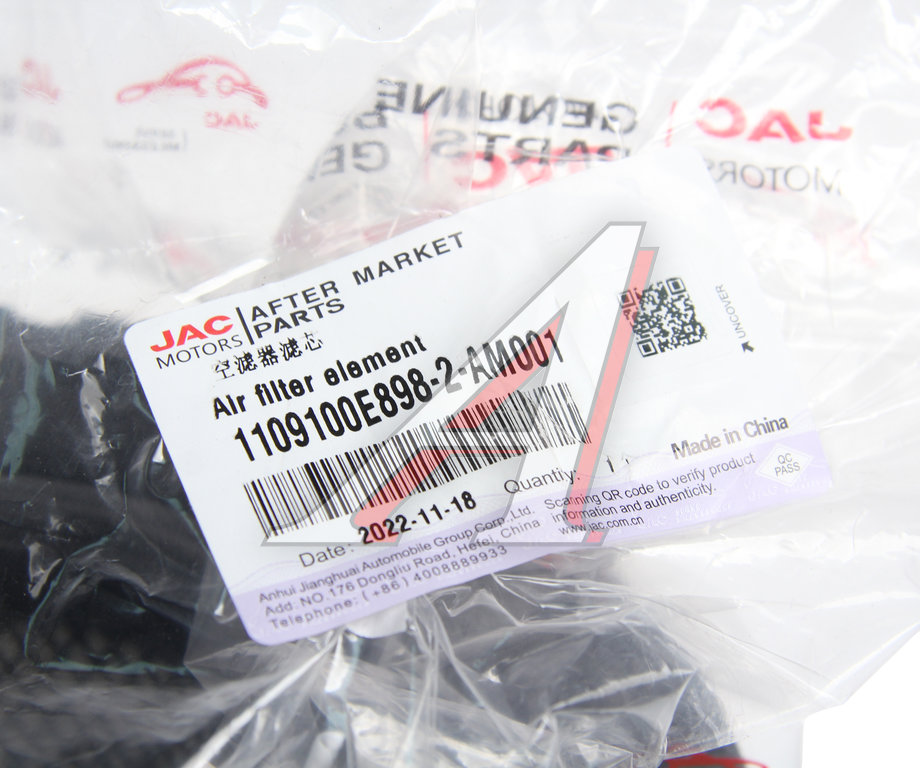 JAC
GENUINE
PARTS
JAC
MOTORS
JAC
MOTORS
AFTER MARKET
PARTS
空滤器滤芯
Air filter element
1109100E898-2-AM001
UNCOVER
Made in China
QC
PASS
Date: 2022-11-18 Quantity: 1
Anhui Jianghuai Automobile Group Corp., Ltd.
Add: NO.176 Dongliu Road, Hefei, China
Telephone: (+86) 4008889933
Scanning QR code to verify product
information and authenticity.
www.jac.com.cn